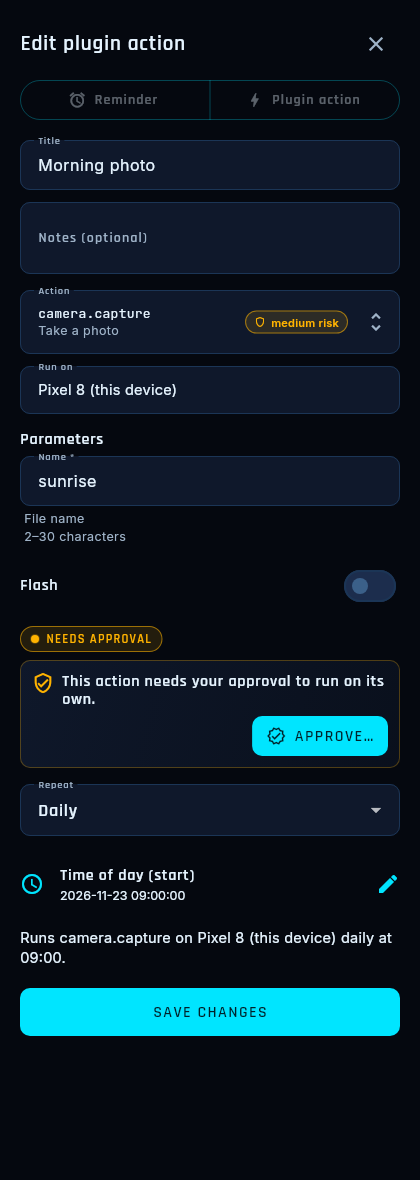 Edit plugin action
Reminder
Plugin action
Title
Morning photo
Notes (optional)
Action
camera.capture
Take a photo
medium risk
Run on
Pixel 8 (this device)
Parameters
Name *
sunrise
File name
2–30 characters
Flash
NEEDS APPROVAL
This action needs your approval to run on its
own.
APPROVE…
Repeat
Daily
Time of day (start)
2026-11-23 09:00:00
Runs camera.capture on Pixel 8 (this device) daily at
09:00.
SAVE CHANGES